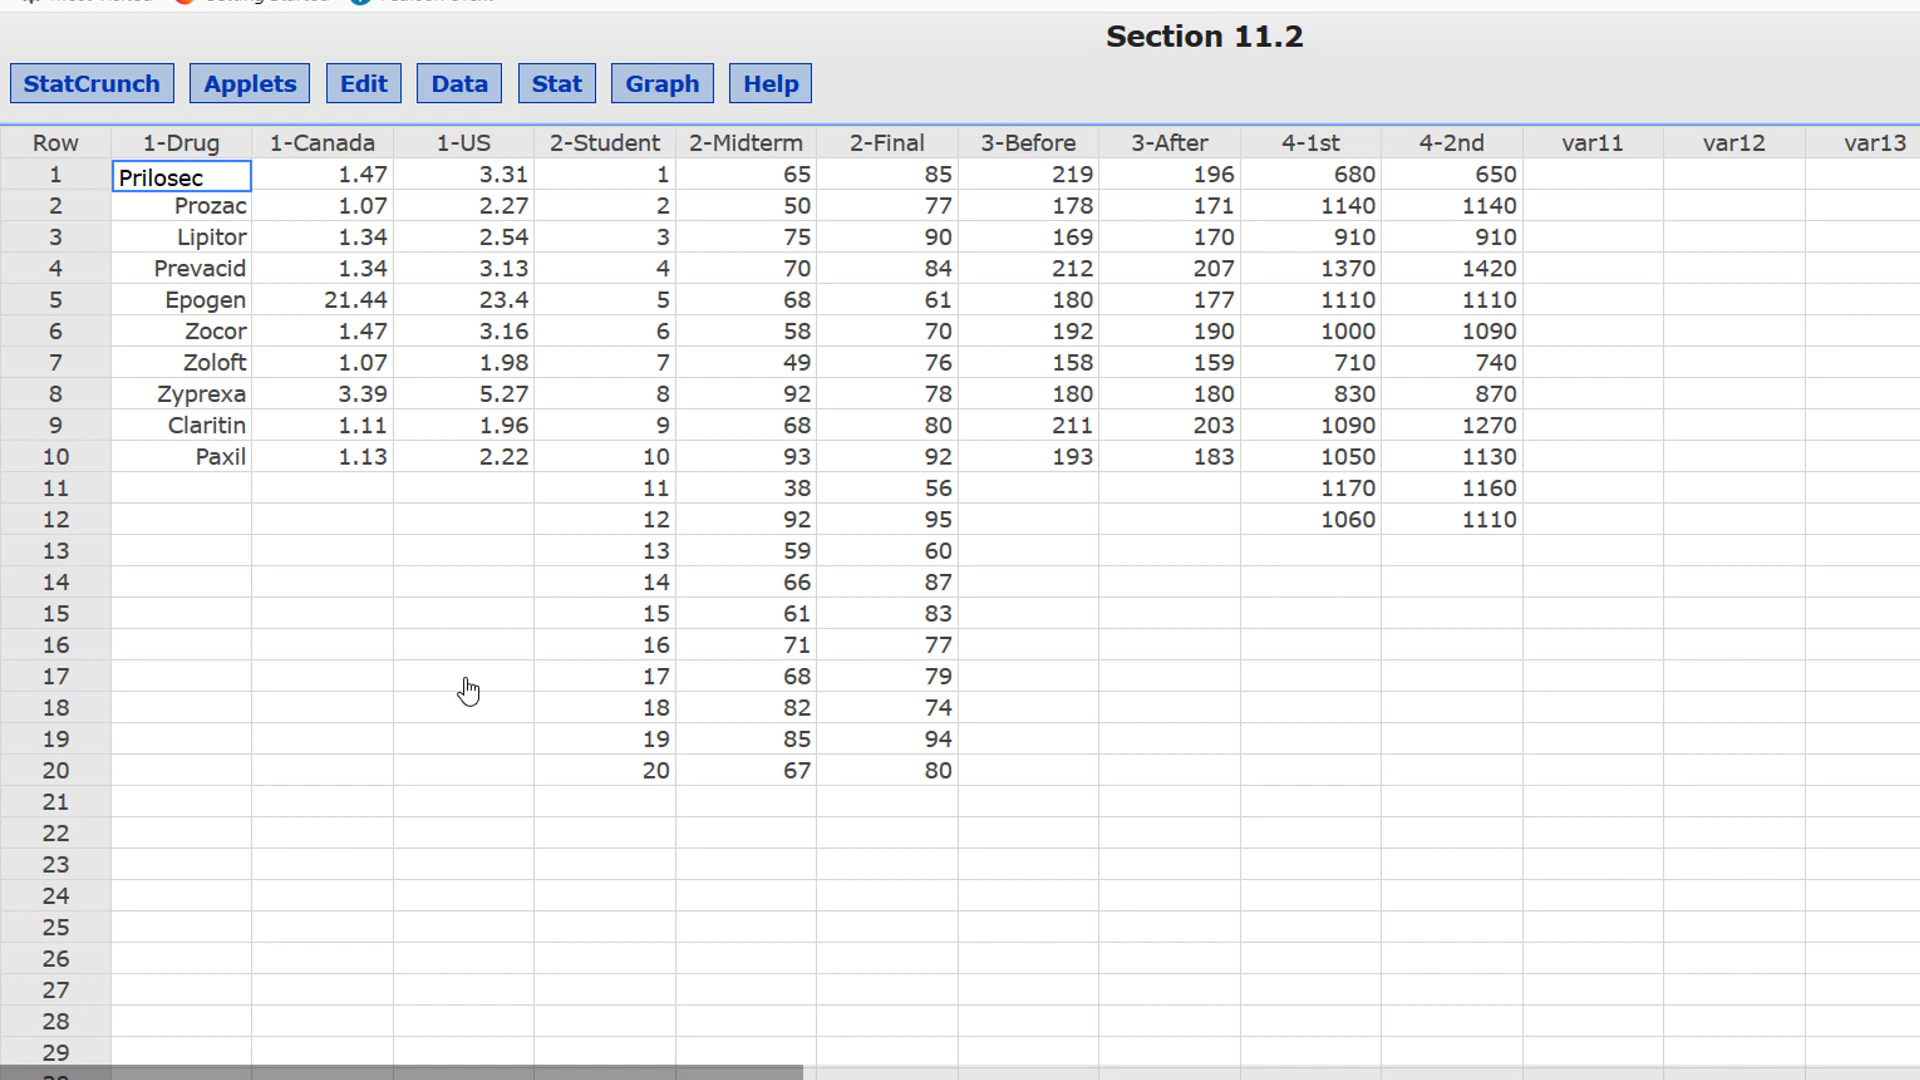 Section 11.2
StatCrunch Applets Edit Data Stat Graph Help
Row 1-Drug 1-Canada 1-US 2-Student 2-Midterm 2-Final 3-Before 3-After 4-1st 4-2nd var11 var12 var13
1 Prilosec 1.47 3.31 1 65 85 219 196 680 650
2 Prozac 1.07 2.27 2 50 77 178 171 1140 1140
3 Lipitor 1.34 2.54 3 75 90 169 170 910 910
4 Prevacid 1.34 3.13 4 70 84 212 207 1370 1420
5 Epogen 21.44 23.4 5 68 61 180 177 1110 1110
6 Zocor 1.47 3.16 6 58 70 192 190 1000 1090
7 Zoloft 1.07 1.98 7 49 76 158 159 710 740
8 Zyprexa 3.39 5.27 8 92 78 180 180 830 870
9 Claritin 1.11 1.96 9 68 80 211 203 1090 1270
10 Paxil 1.13 2.22 10 93 92 193 183 1050 1130
11 11 38 56 1170 1160
12 12 92 95 1060 1110
13 13 59 60
14 14 66 87
15 15 61 83
16 16 71 77
17 17 68 79
18 18 82 74
19 19 85 94
20 20 67 80
21
22
23
24
25
26
27
28
29